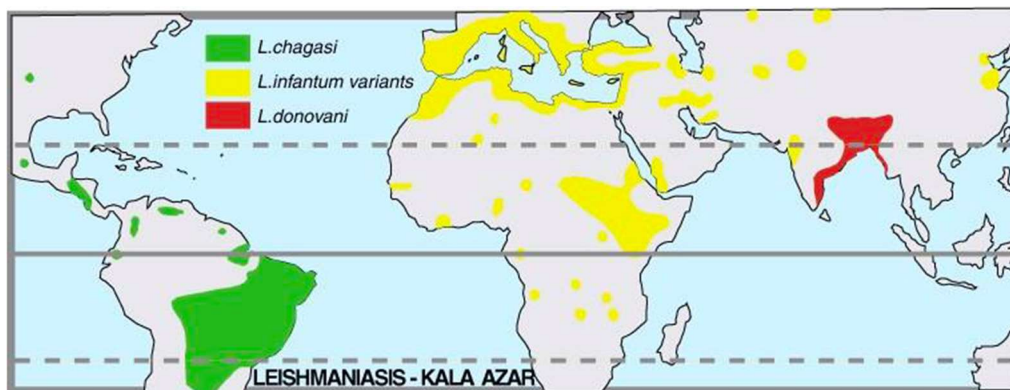 L.chagasi
L.infantum variants
L.donovani
LEISHMANIASIS - KALA AZAR